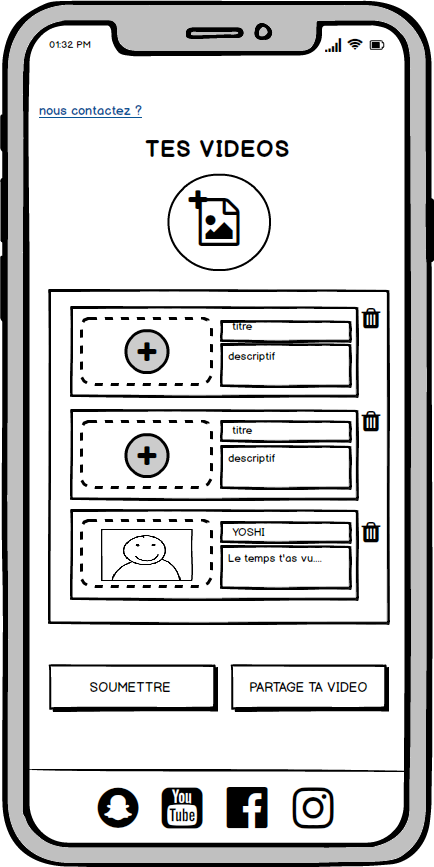 01:32 PM
nous contactez ?
TES VIDEOS
titre
descriptif
titre
descriptif
YOSHI
Le temps t'as vu....
SOUMETTRE
PARTAGE TA VIDEO
You
Tube